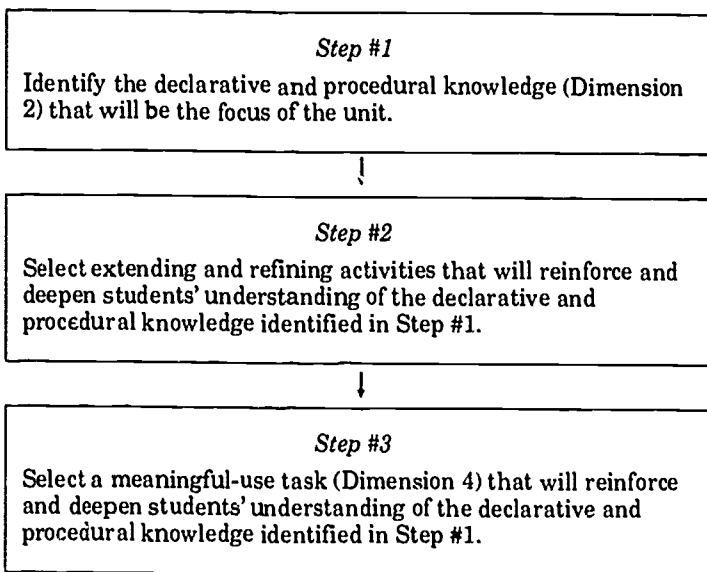 Step #1
Identify the declarative and procedural knowledge (Dimension
2) that will be the focus of the unit.
Step #2
Select extending and refining activities that will reinforce and
deepen students' understanding of the declarative and
procedural knowledge identified in Step #1.
Step #3
Select a meaningful-use task (Dimension 4) that will reinforce
and deepen students' understanding of the declarative and
procedural knowledge identified in Step #1.